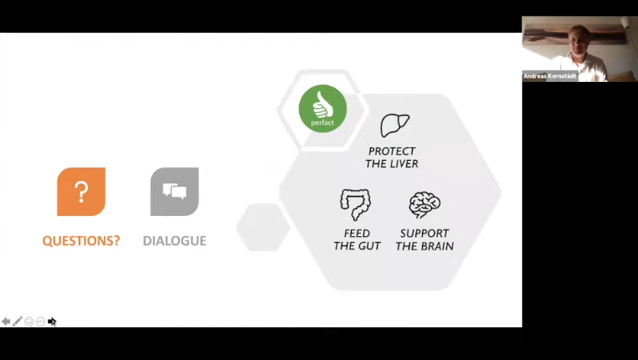 Andreas Kornstädt
perfact
PROTECT
THE LIVER
FEED
THE GUT
SUPPORT
THE BRAIN
?
QUESTIONS?
DIALOGUE